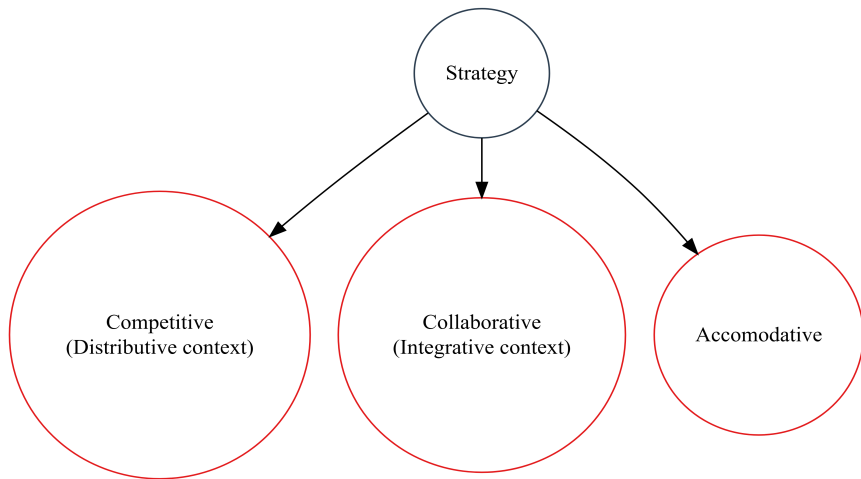 Strategy
Competitive
(Distributive context)
Collaborative
(Integrative context)
Accomodative